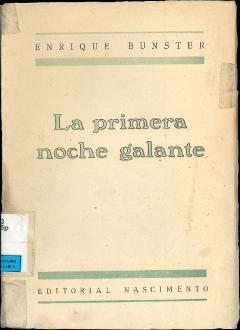 ENRIQUE BUNSTER
La primera
noche galante
EDITORIAL NASCIMENTO